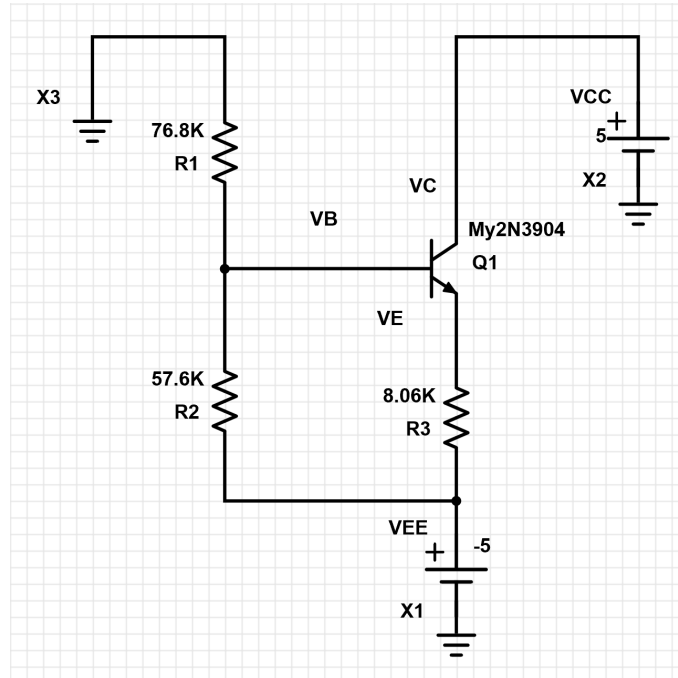 X3
76.8K
R1
VCC
+
5
X2
VC
VB
My2N3904
Q1
VE
57.6K
R2
8.06K
R3
VEE
+
-5
X1